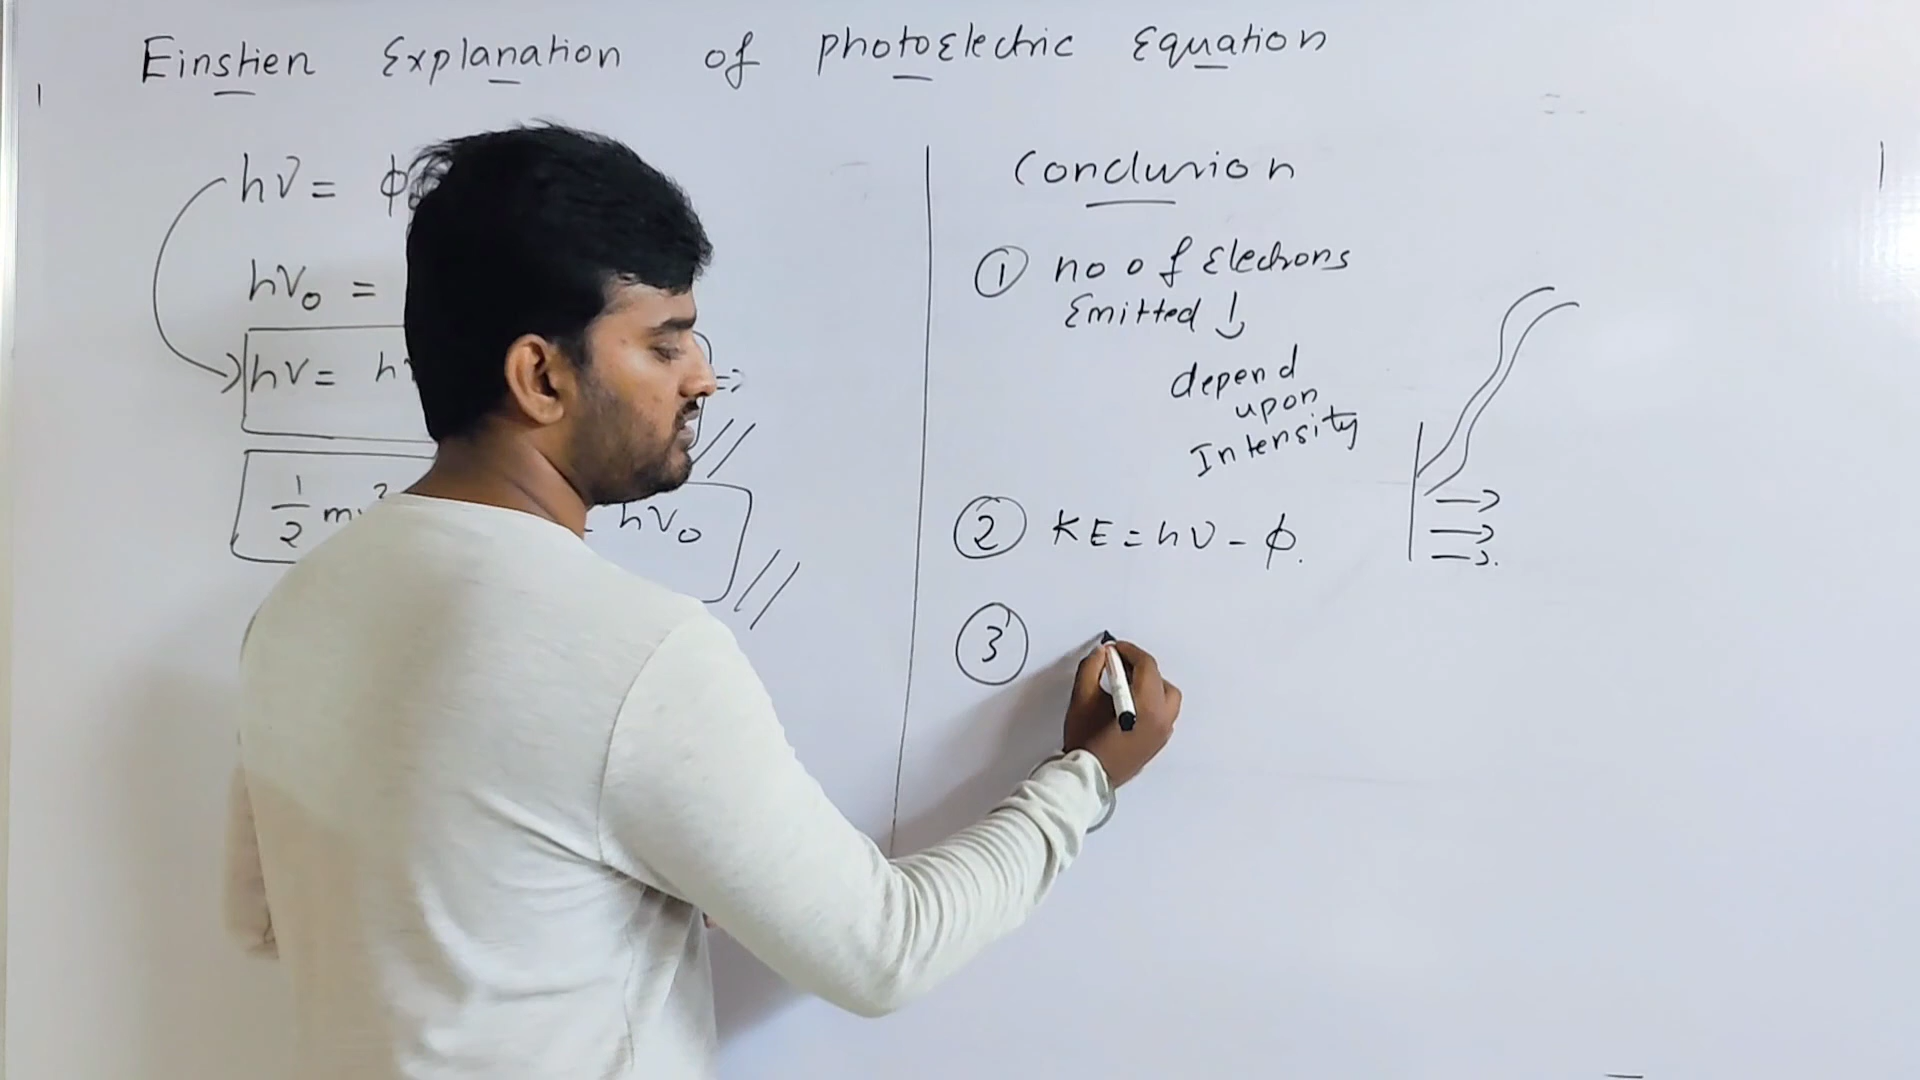 Einstien Explanation of photoElectric Equation
hν = φ
hν₀ =
hν = h
1/2 m 2 - hν₀
Conclusion
① no of Electrons
Emitted
depend
upon
Intensity
② KE = hν - φ.
③